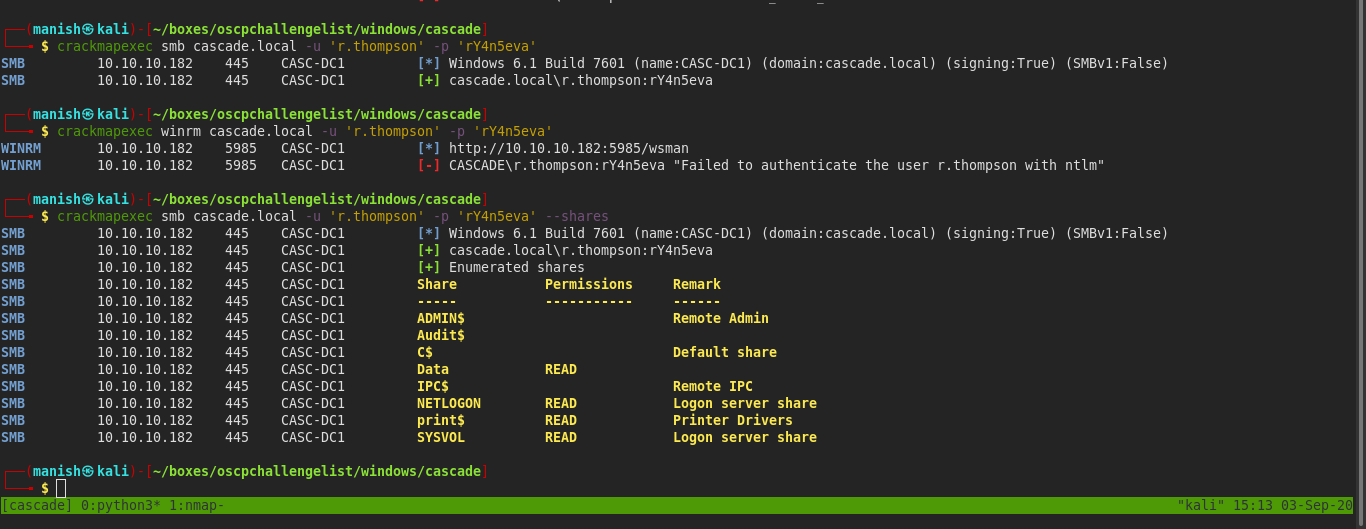 ┌──(manish㉿kali)-[~/boxes/oscpchallengelist/windows/cascade]
└──╼ $ crackmapexec smb cascade.local -u 'r.thompson' -p 'rY4n5eva'
SMB 10.10.10.182 445 CASC-DC1 [*] Windows 6.1 Build 7601 (name:CASC-DC1) (domain:cascade.local) (signing:True) (SMBv1:False)
SMB 10.10.10.182 445 CASC-DC1 [+] cascade.local\r.thompson:rY4n5eva
┌──(manish㉿kali)-[~/boxes/oscpchallengelist/windows/cascade]
└──╼ $ crackmapexec winrm cascade.local -u 'r.thompson' -p 'rY4n5eva'
WINRM 10.10.10.182 5985 CASC-DC1 [*] http://10.10.10.182:5985/wsman
WINRM 10.10.10.182 5985 CASC-DC1 [-] CASCADE\r.thompson:rY4n5eva "Failed to authenticate the user r.thompson with ntlm"
┌──(manish㉿kali)-[~/boxes/oscpchallengelist/windows/cascade]
└──╼ $ crackmapexec smb cascade.local -u 'r.thompson' -p 'rY4n5eva' --shares
SMB 10.10.10.182 445 CASC-DC1 [*] Windows 6.1 Build 7601 (name:CASC-DC1) (domain:cascade.local) (signing:True) (SMBv1:False)
SMB 10.10.10.182 445 CASC-DC1 [+] cascade.local\r.thompson:rY4n5eva
SMB 10.10.10.182 445 CASC-DC1 [+] Enumerated shares
SMB 10.10.10.182 445 CASC-DC1 Share Permissions Remark
SMB 10.10.10.182 445 CASC-DC1 ----- ----------- ------
SMB 10.10.10.182 445 CASC-DC1 ADMIN$ Remote Admin
SMB 10.10.10.182 445 CASC-DC1 Audit$
SMB 10.10.10.182 445 CASC-DC1 C$ Default share
SMB 10.10.10.182 445 CASC-DC1 Data READ
SMB 10.10.10.182 445 CASC-DC1 IPC$ Remote IPC
SMB 10.10.10.182 445 CASC-DC1 NETLOGON READ Logon server share
SMB 10.10.10.182 445 CASC-DC1 print$ READ Printer Drivers
SMB 10.10.10.182 445 CASC-DC1 SYSVOL READ Logon server share
┌──(manish㉿kali)-[~/boxes/oscpchallengelist/windows/cascade]
└──╼ $
[cascade] 0:python3* 1:nmap- "kali" 15:13 03-Sep-20